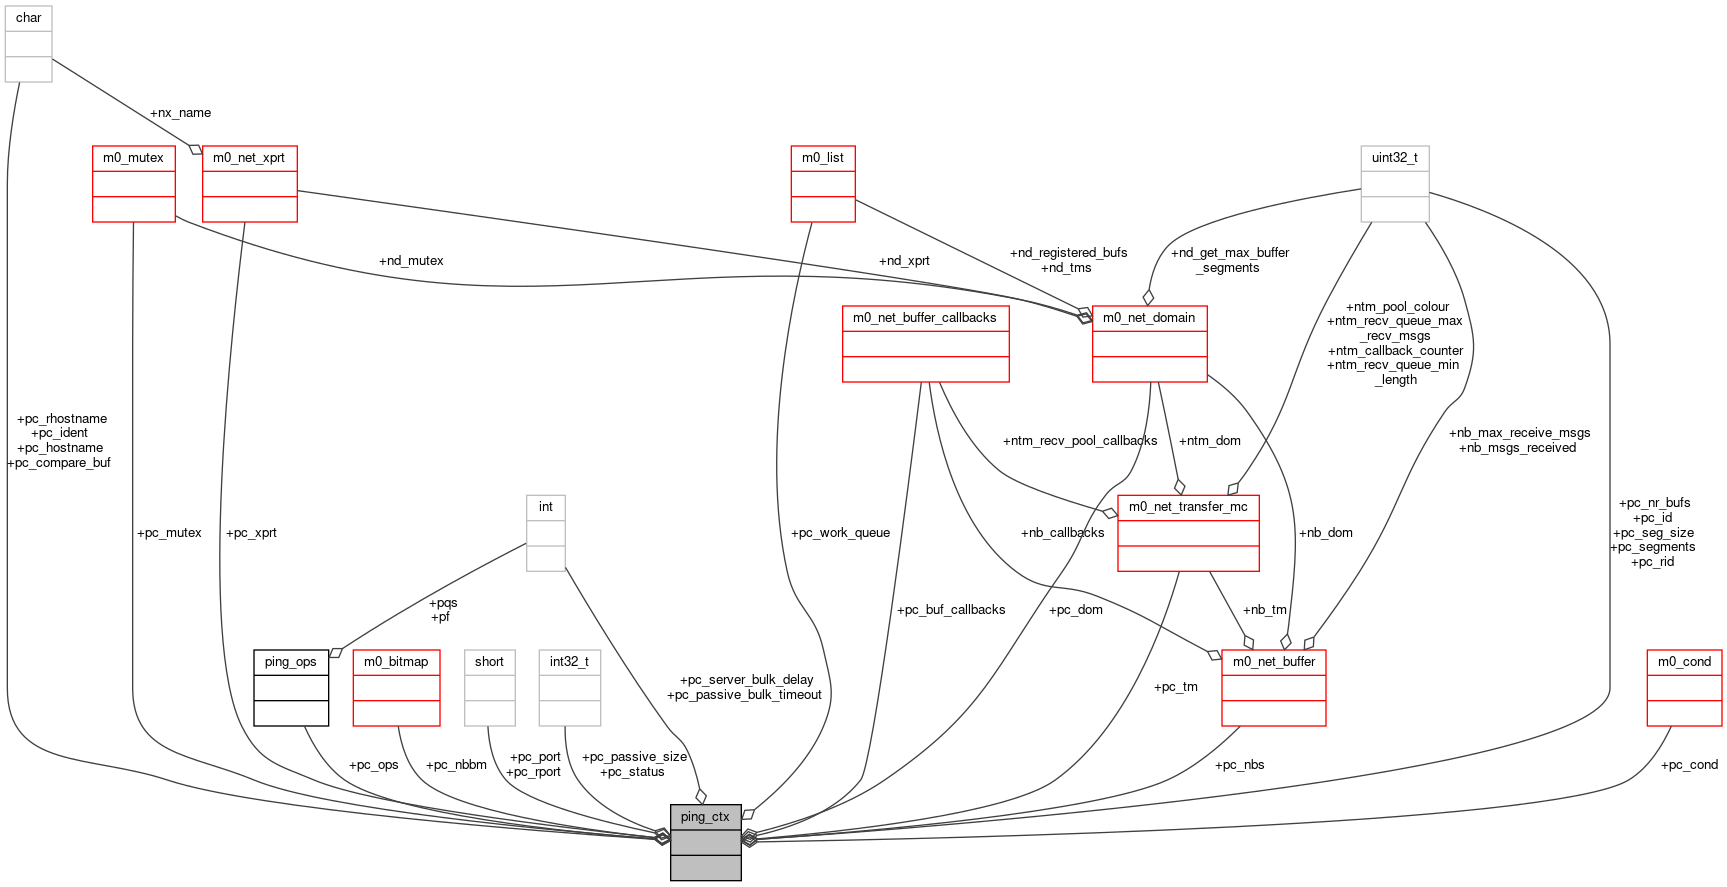 char
+nx_name
m0_mutex
m0_net_xprt
m0_list
uint32_t
+nd_mutex
+nd_xprt
+nd_registered_bufs
+nd_tms
+nd_get_max_buffer
_segments
m0_net_buffer_callbacks
m0_net_domain
+ntm_pool_colour
+ntm_recv_queue_max
_recv_msgs
+ntm_callback_counter
+ntm_recv_queue_min
_length
+pc_rhostname
+pc_ident
+pc_hostname
+pc_compare_buf
+ntm_recv_pool_callbacks
+ntm_dom
+nb_max_receive_msgs
+nb_msgs_received
int
m0_net_transfer_mc
+pc_mutex
+pc_xprt
+pc_work_queue
+nb_callbacks
+nb_dom
+pc_nr_bufs
+pc_id
+pc_seg_size
+pc_segments
+pc_rid
+pqs
+pf
+pc_buf_callbacks
+pc_dom
+nb_tm
ping_ops
m0_bitmap
short
int32_t
+pc_server_bulk_delay
+pc_passive_bulk_timeout
+pc_tm
m0_net_buffer
m0_cond
+pc_ops
+pc_nbbm
+pc_port
+pc_rport
+pc_passive_size
+pc_status
+pc_nbs
+pc_cond
ping_ctx